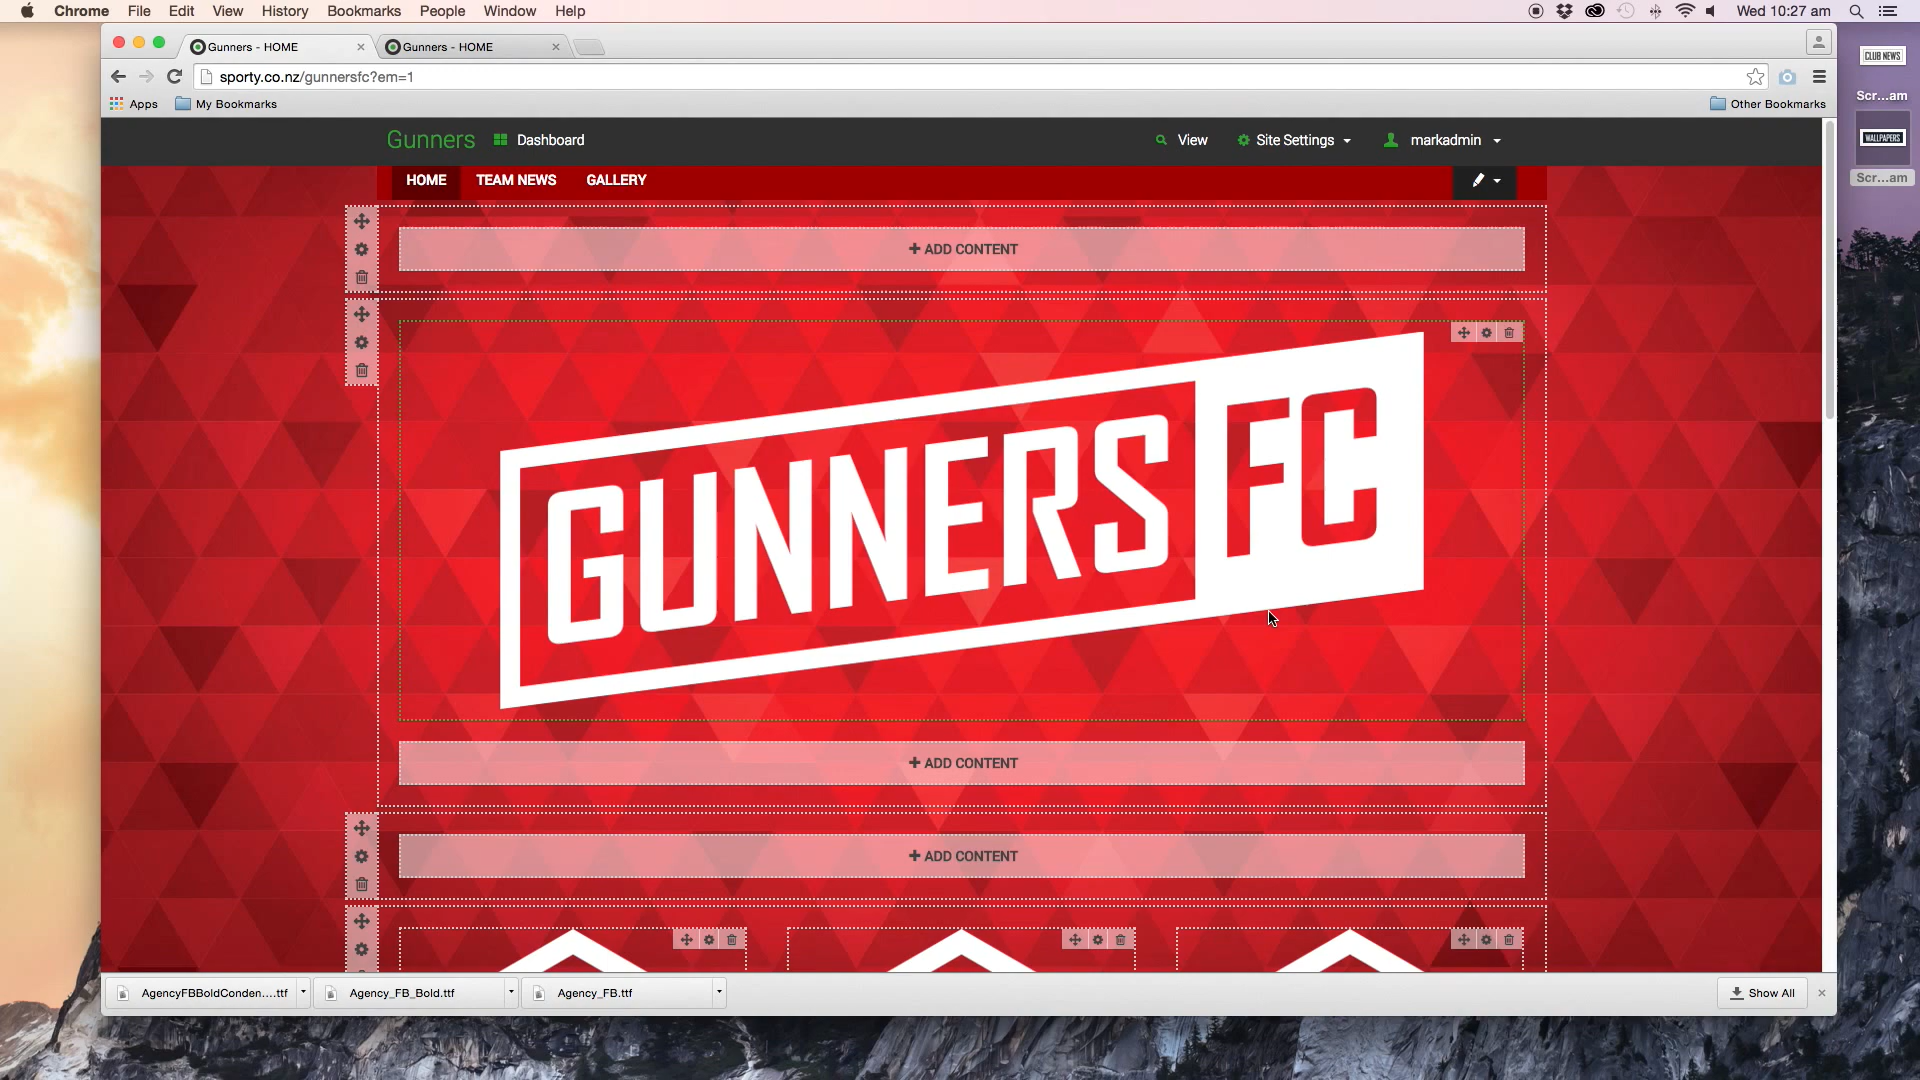 Chrome File Edit View History Bookmarks People Window Help Wed 10:27 am
Gunners - HOME Gunners - HOME
sporty.co.nz/gunnersfc?em=1
Apps My Bookmarks Other Bookmarks
CLUB NEWS
Scr...am
WALLPAPERS
Scr...am
Gunners Dashboard View Site Settings markadmin
HOME TEAM NEWS GALLERY
ADD CONTENT
GUNNERS FC
ADD CONTENT
ADD CONTENT
AgencyFBBoldConden....ttf Agency_FB_Bold.ttf Agency_FB.ttf Show All